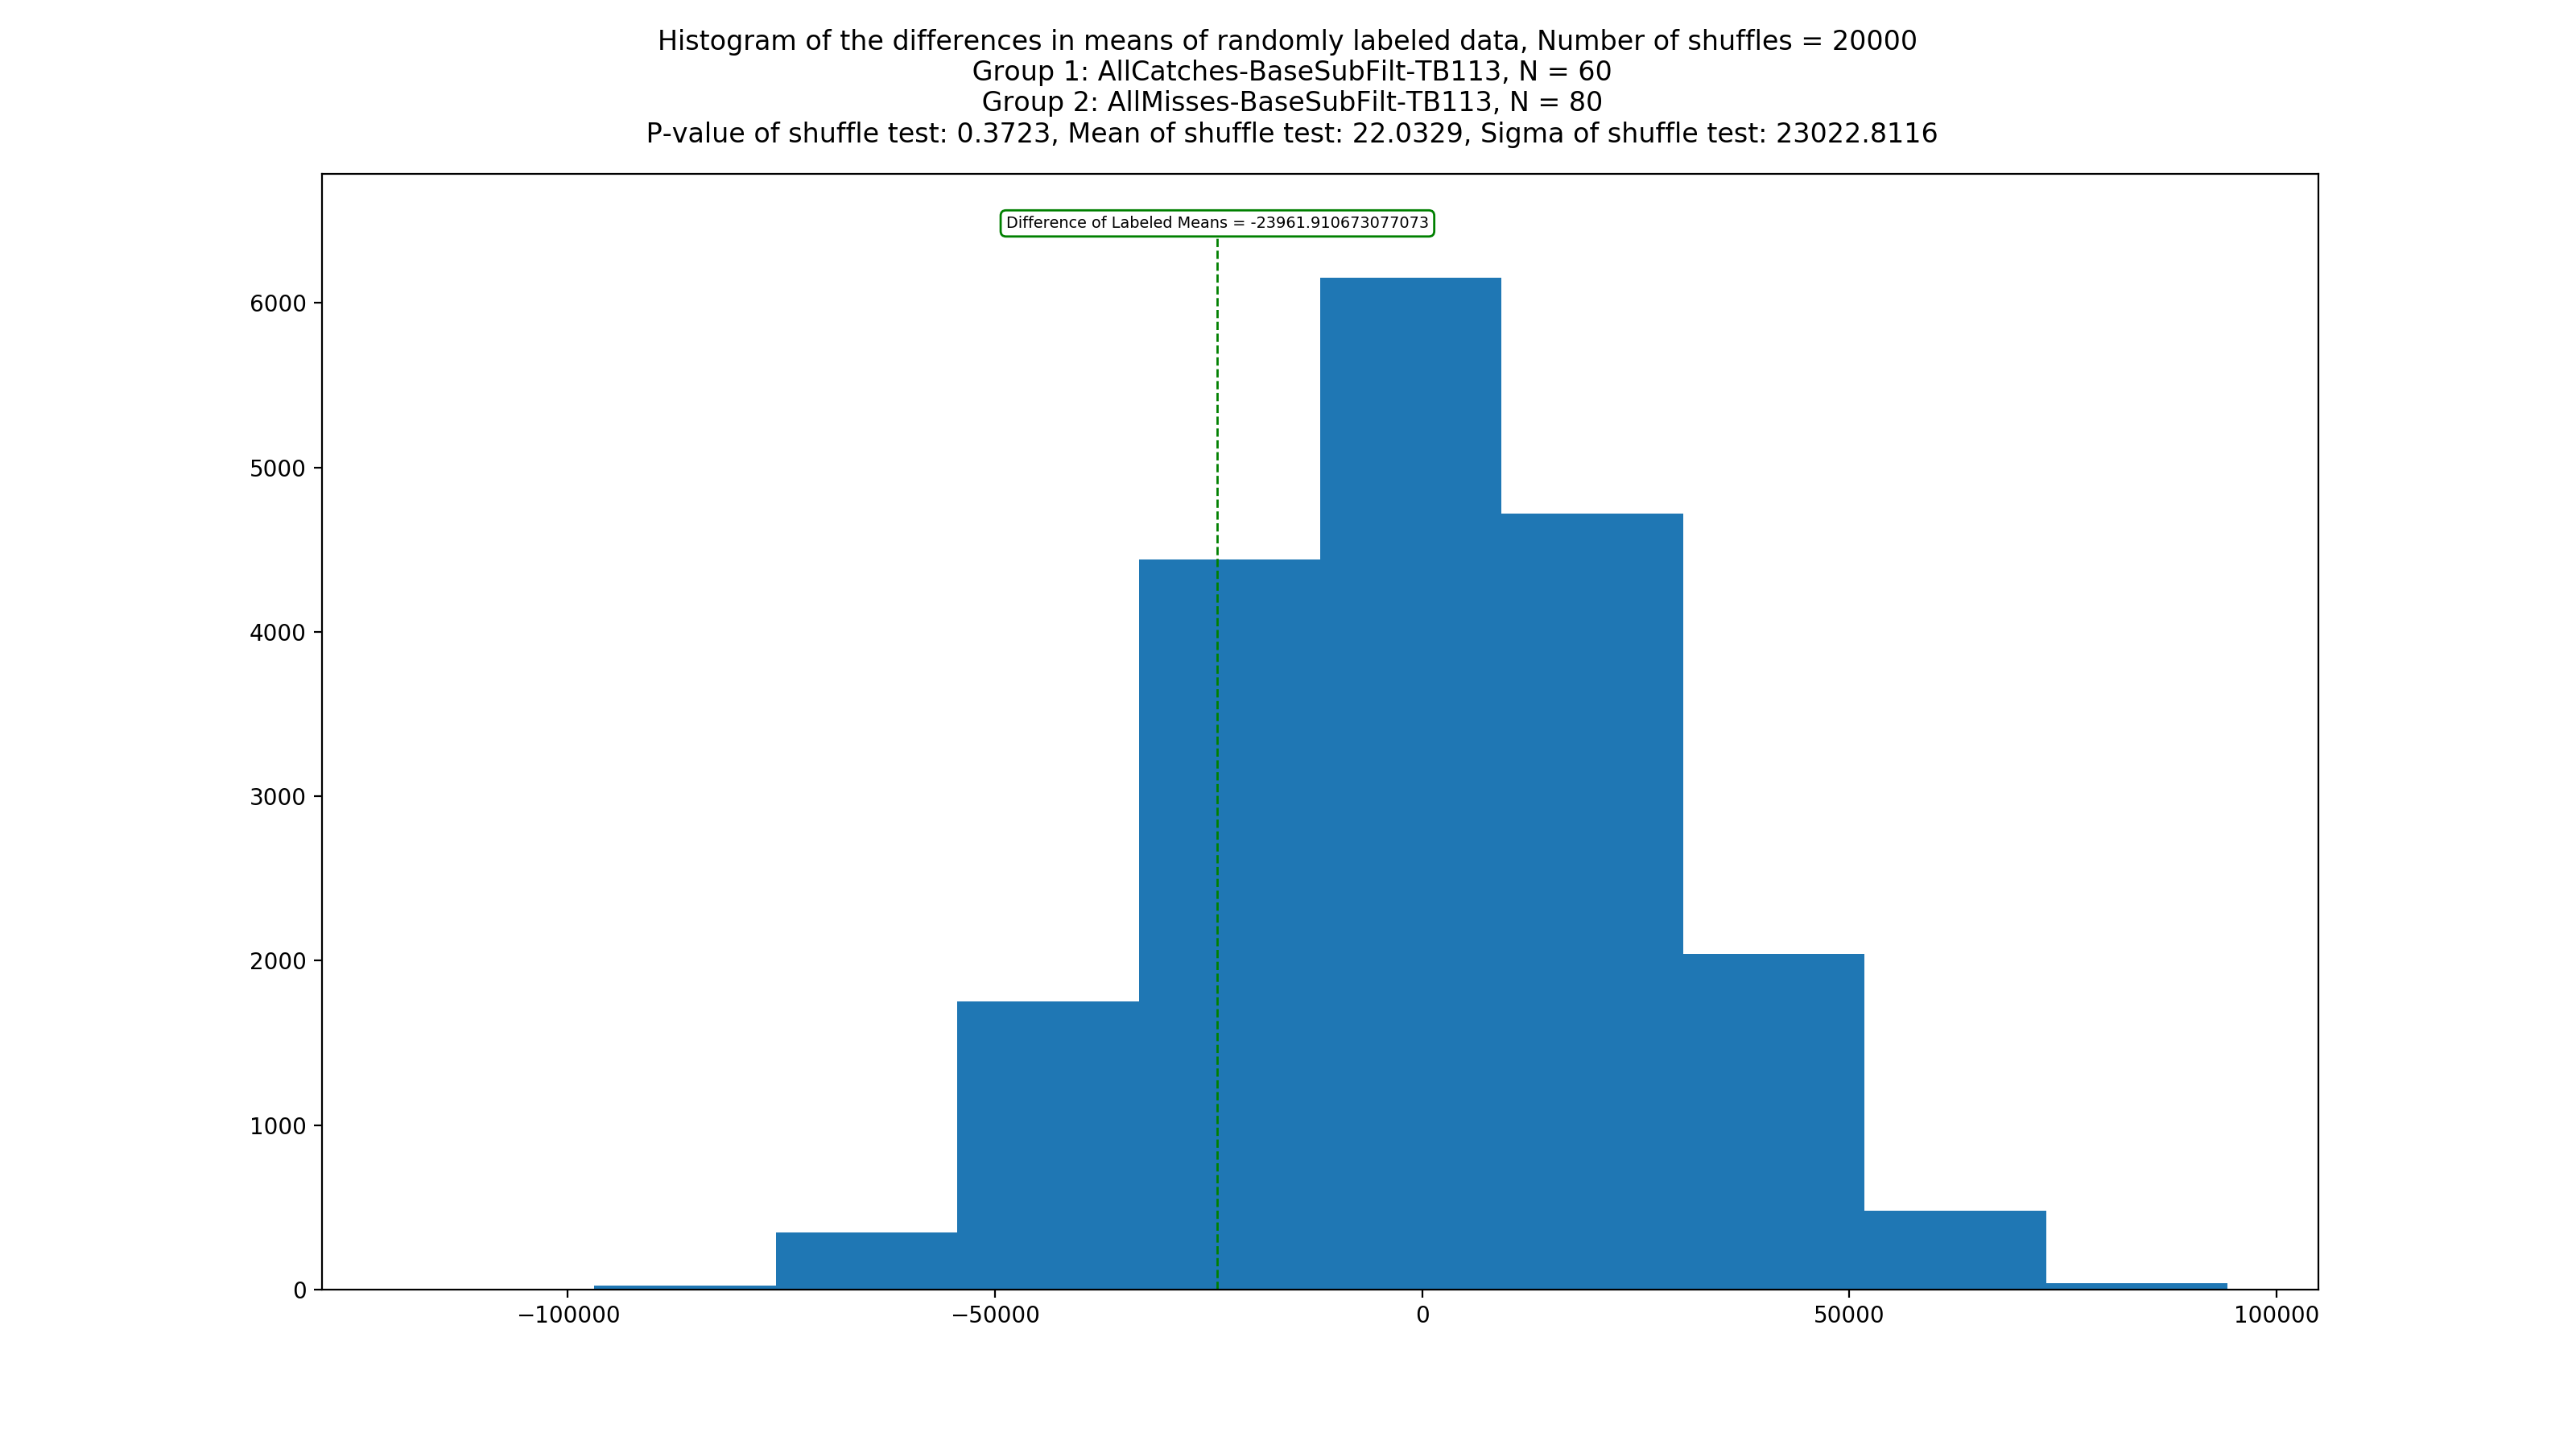 Histogram of the differences in means of randomly labeled data, Number of shuffles = 20000
Group 1: AllCatches-BaseSubFilt-TB113, N = 60
Group 2: AllMisses-BaseSubFilt-TB113, N = 80
P-value of shuffle test: 0.3723, Mean of shuffle test: 22.0329, Sigma of shuffle test: 23022.8116
Difference of Labeled Means = -23961.910673077073
6000
5000
4000
3000
2000
1000
0
−100000 −50000 0 50000 100000